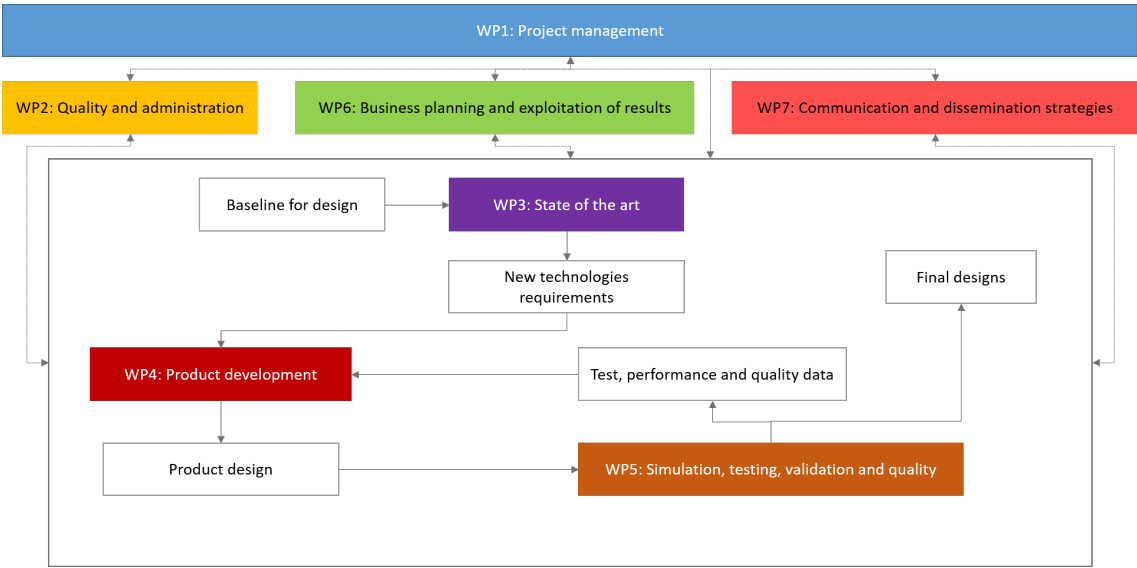 WP1: Project management
WP2: Quality and administration
WP6: Business planning and exploitation of results
WP7: Communication and dissemination strategies
Baseline for design
WP3: State of the art
New technologies
requirements
Final designs
WP4: Product development
Test, performance and quality data
Product design
WP5: Simulation, testing, validation and quality